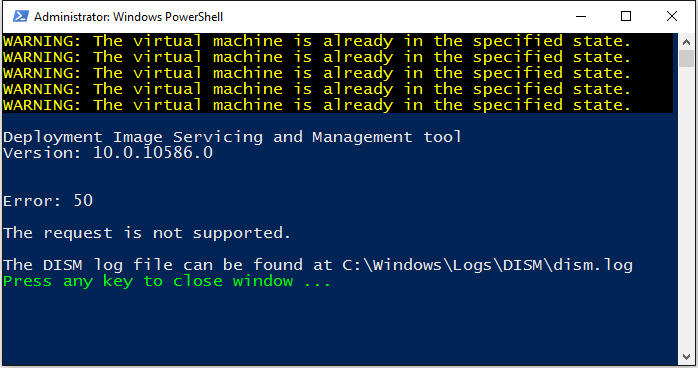 Administrator: Windows PowerShell
WARNING: The virtual machine is already in the specified state.
WARNING: The virtual machine is already in the specified state.
WARNING: The virtual machine is already in the specified state.
WARNING: The virtual machine is already in the specified state.
WARNING: The virtual machine is already in the specified state.
Deployment Image Servicing and Management tool
Version: 10.0.10586.0
Error: 50
The request is not supported.
The DISM log file can be found at C:\Windows\Logs\DISM\dism.log
Press any key to close window ...